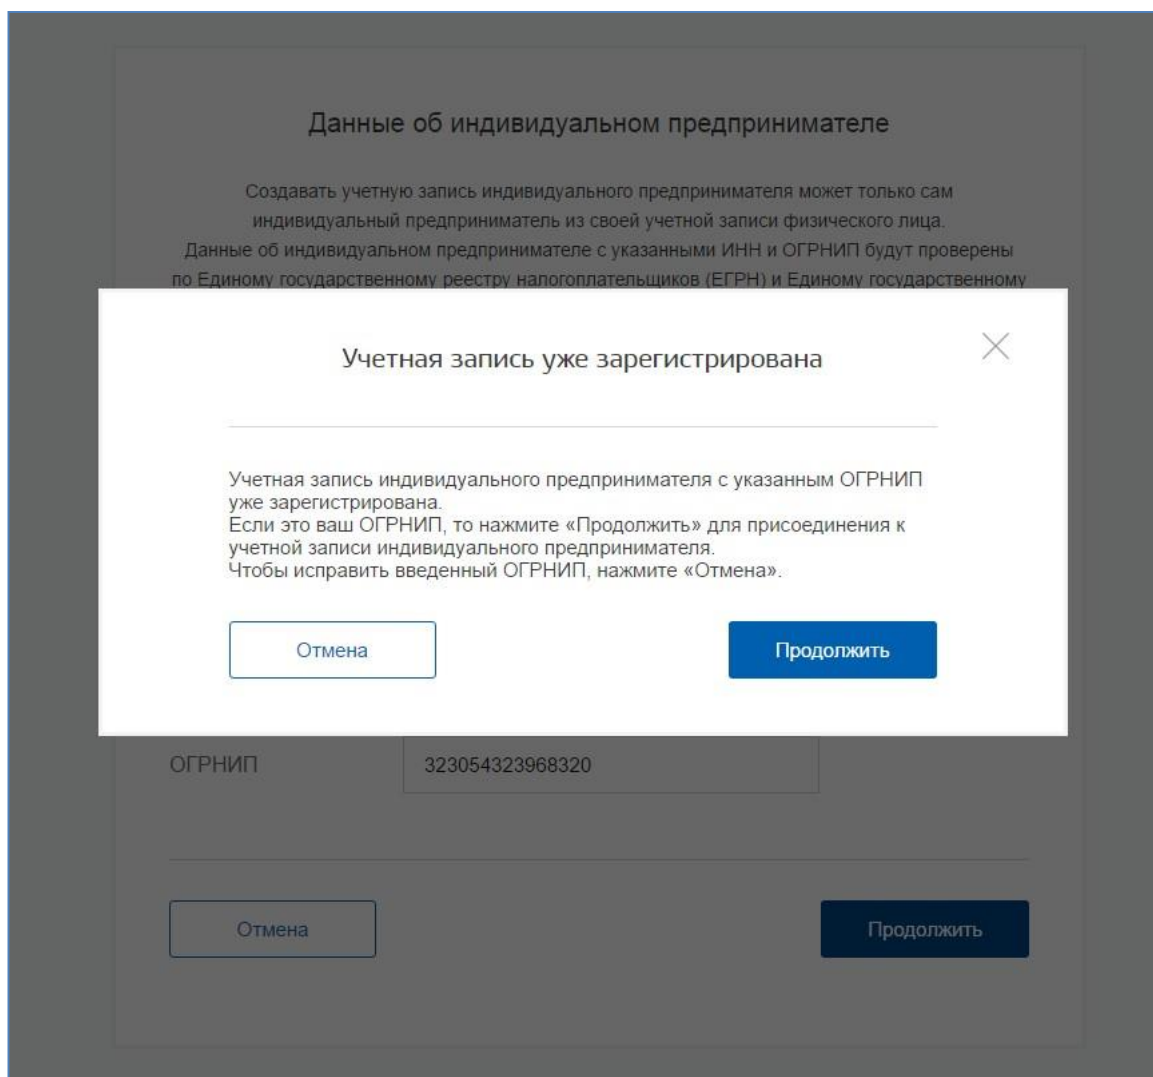 Данные об индивидуальном предпринимателе
Создавать учетную запись индивидуального предпринимателя может только сам
индивидуальный предприниматель из своей учетной записи физического лица.
Данные об индивидуальном предпринимателе с указанными ИНН и ОГРНИП будут проверены
по Единому государственному реестру налогоплательщиков (ЕГРН) и Единому государственному
Учетная запись уже зарегистрирована
Учетная запись индивидуального предпринимателя с указанным ОГРНИП
уже зарегистрирована.
Если это ваш ОГРНИП, то нажмите «Продолжить» для присоединения к
учетной записи индивидуального предпринимателя.
Чтобы исправить введенный ОГРНИП, нажмите «Отмена».
Отмена
Продолжить
ОГРНИП
323054323968320
Отмена
Продолжить